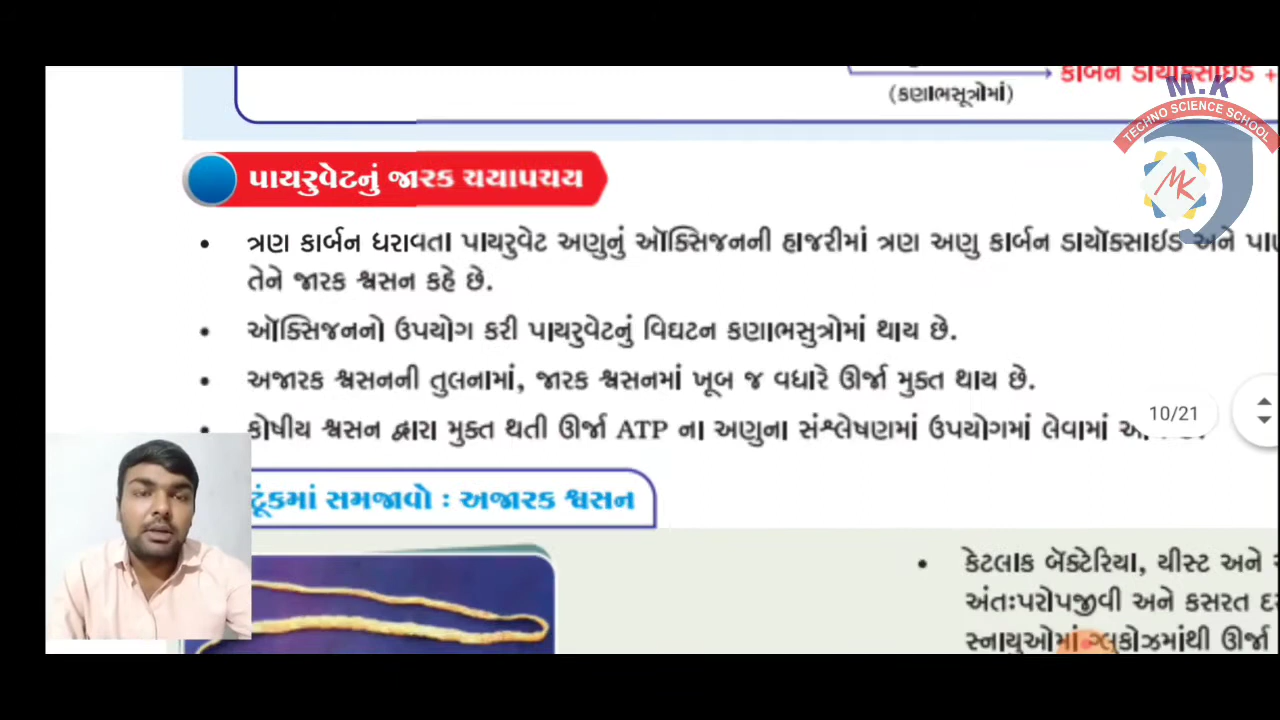 કાર્બન ડાયૉક્સાઇડ +
(કણાભસૂત્રોમાં)
M.K
TECHNO SCIENCE SCHOOL
MK
પાયરુવેટનું જારક ચયાપચય
• ત્રણ કાર્બન ધરાવતા પાયરુવેટ અણુનું ઑક્સિજનની હાજરીમાં ત્રણ અણુ કાર્બન ડાયૉક્સાઈડ અને
તેને જારક શ્વસન કહે છે.
• ઑક્સિજનનો ઉપયોગ કરી પાયરુવેટનું વિઘટન કણાભસુત્રોમાં થાય છે.
• અજારક શ્વસનની તુલનામાં, જારક શ્વસનમાં ખૂબ જ વધારે ઊર્જા મુક્ત થાય છે.
10/21
• કોષીય શ્વસન દ્વારા મુક્ત થતી ઊર્જા ATP ના અણુના સંશ્લેષણમાં ઉપયોગમાં લેવામાં
ટૂંકમાં સમજાવો : અજારક શ્વસન
• કેટલાક બૅક્ટેરિયા, યીસ્ટ અને
અંતઃપરોપજીવી અને કસરત
સ્નાયુઓમાં ગ્લુકોઝમાંથી ઊર્જા